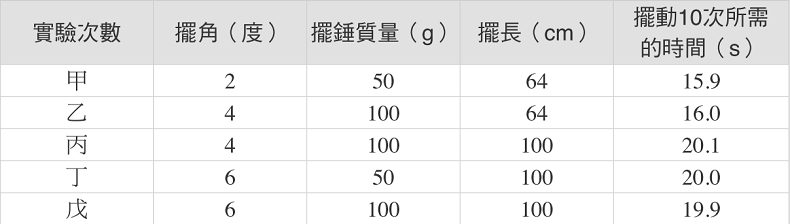 實驗次數 擺角（度） 擺錘質量（g） 擺長（cm） 擺動10次所需的時間（s）
甲 2 50 64 15.9
乙 4 100 64 16.0
丙 4 100 100 20.1
丁 6 50 100 20.0
戊 6 100 100 19.9